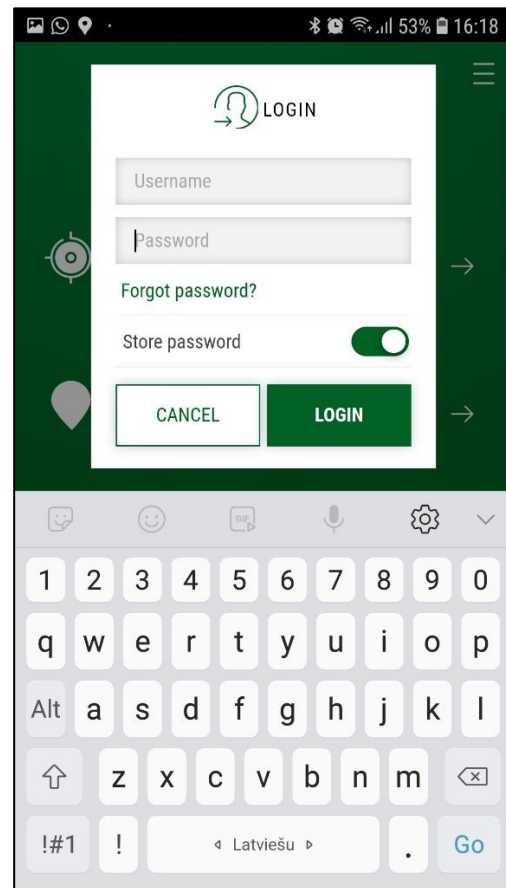 53% 16:18
LOGIN
Username
Password
Forgot password?
Store password
CANCEL LOGIN
GIF
1 2 3 4 5 6 7 8 9 0
q w e r t y u i o p
Alt a s d f g h j k l
z x c v b n m
!#1 ! Latviešu . Go